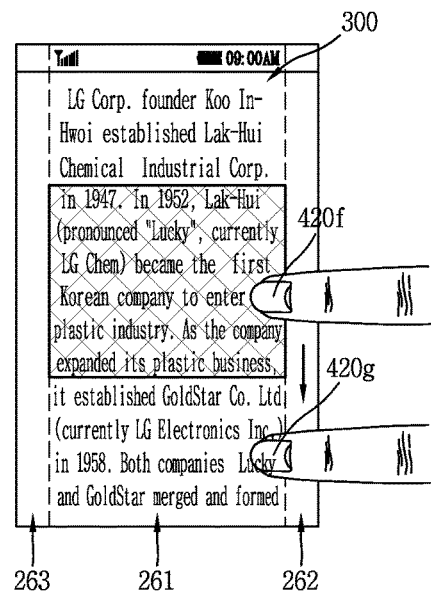 300
09:00AM
LG Corp. founder Koo In-
Hwoi established Lak-Hui
Chemical Industrial Corp.
in 1947. In 1952, Lak-Hui
(pronounced "Lucky", currently
LG Chem) became the first
Korean company to enter
plastic industry. As the company
expanded its plastic business,
it established GoldStar Co. Ltd
(currently LG Electronics Inc.)
in 1958. Both companies Lucky
and GoldStar merged and formed
420f
420g
263 261 262